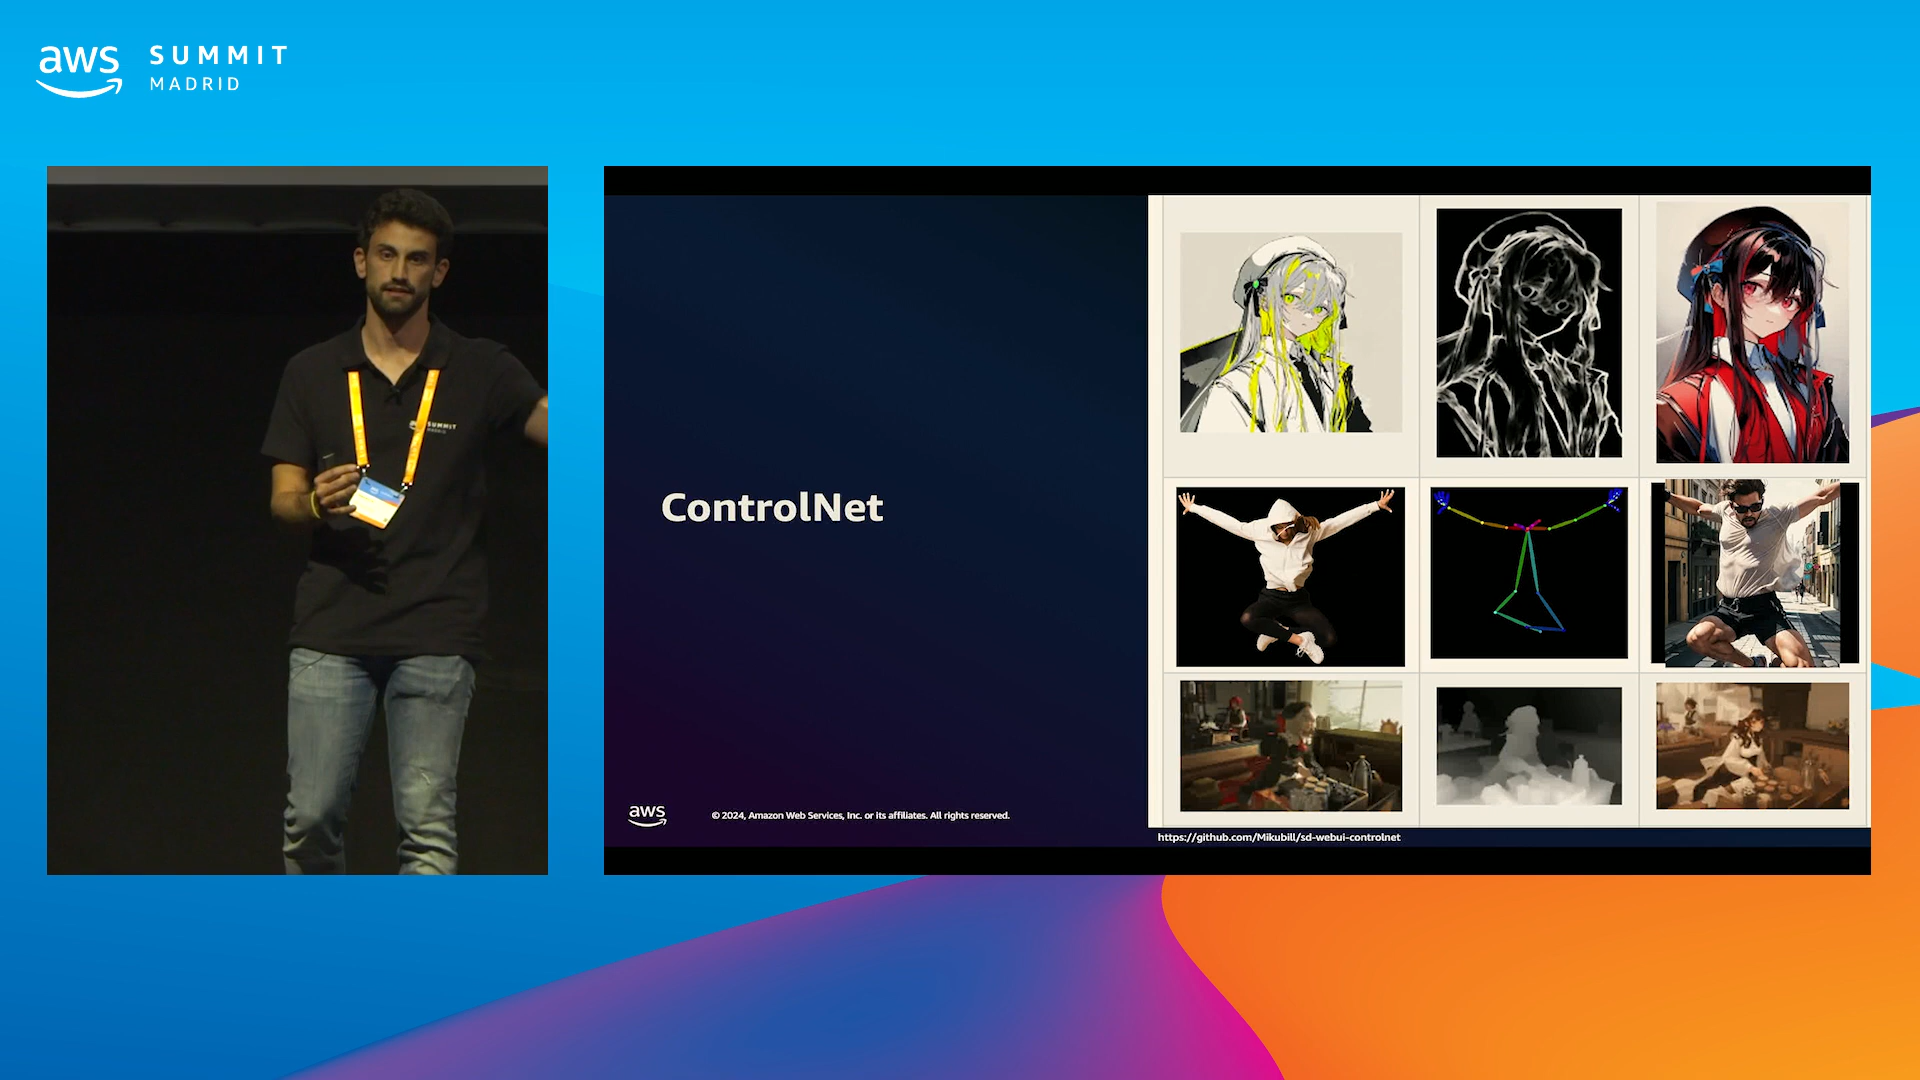 aws SUMMIT
MADRID
SUMMIT
ControlNet
aws
© 2024, Amazon Web Services, Inc. or its affiliates. All rights reserved.
https://github.com/Mikubill/sd-webui-controlnet